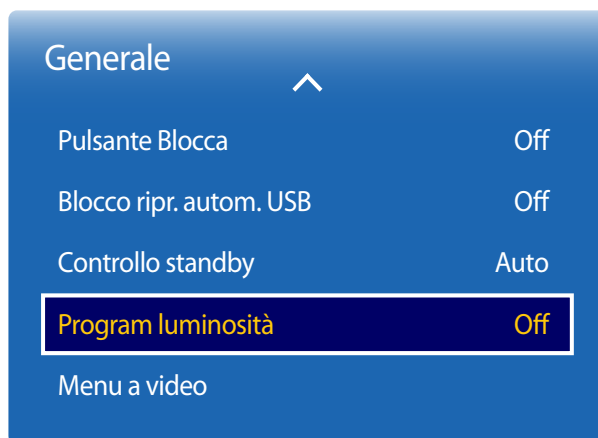 Generale
Pulsante Blocca Off
Blocco ripr. autom. USB Off
Controllo standby Auto
Program luminosità Off
Menu a video